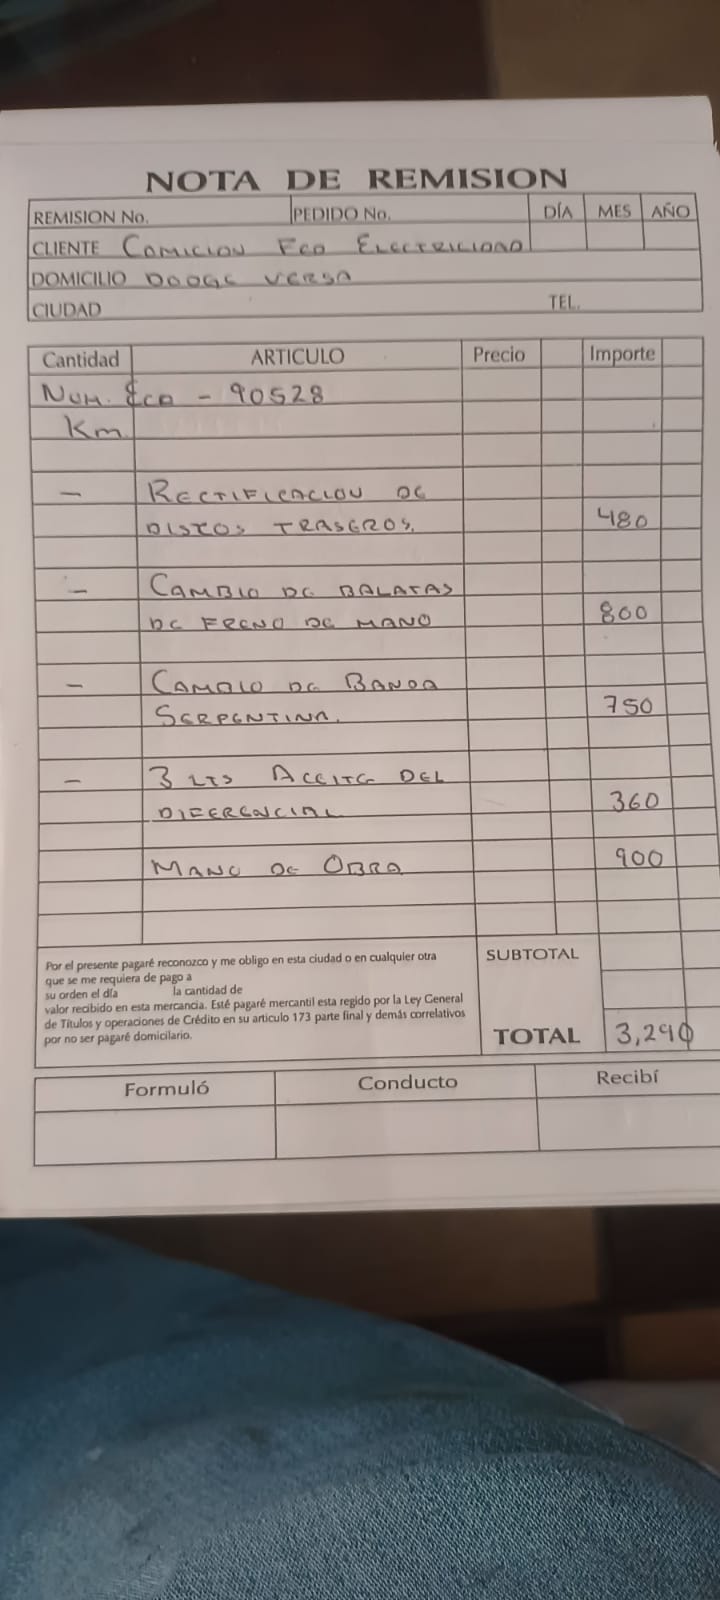 NOTA DE REMISION
REMISION No. PEDIDO No. DÍA MES AÑO
CLIENTE COMICION FCO ELECTRICIDAD
DOMICILIO DOOGE VERSA
CIUDAD TEL.
Cantidad ARTICULO Precio Importe
NUM. ECO - 90528
Km.
- RECTIFICACION DE
DISCOS TRASEROS. 480
- CAMBIO DE BALATAS
DE FRENO DE MANO 800
- CAMBIO DE BANDA
SERPENTINA. 750
- 3 LTS ACEITE DEL
DIFERENCIAL 360
MANO DE OBRA 900
Por el presente pagaré reconozco y me obligo en esta ciudad o en cualquier otra
que se me requiera de pago a
su orden el día la cantidad de
valor recibido en esta mercancia. Esté pagaré mercantil esta regido por la Ley General
de Títulos y operaciones de Crédito en su articulo 173 parte final y demás correlativos
por no ser pagaré domicilario.
SUBTOTAL
TOTAL 3,290
Formuló Conducto Recibí